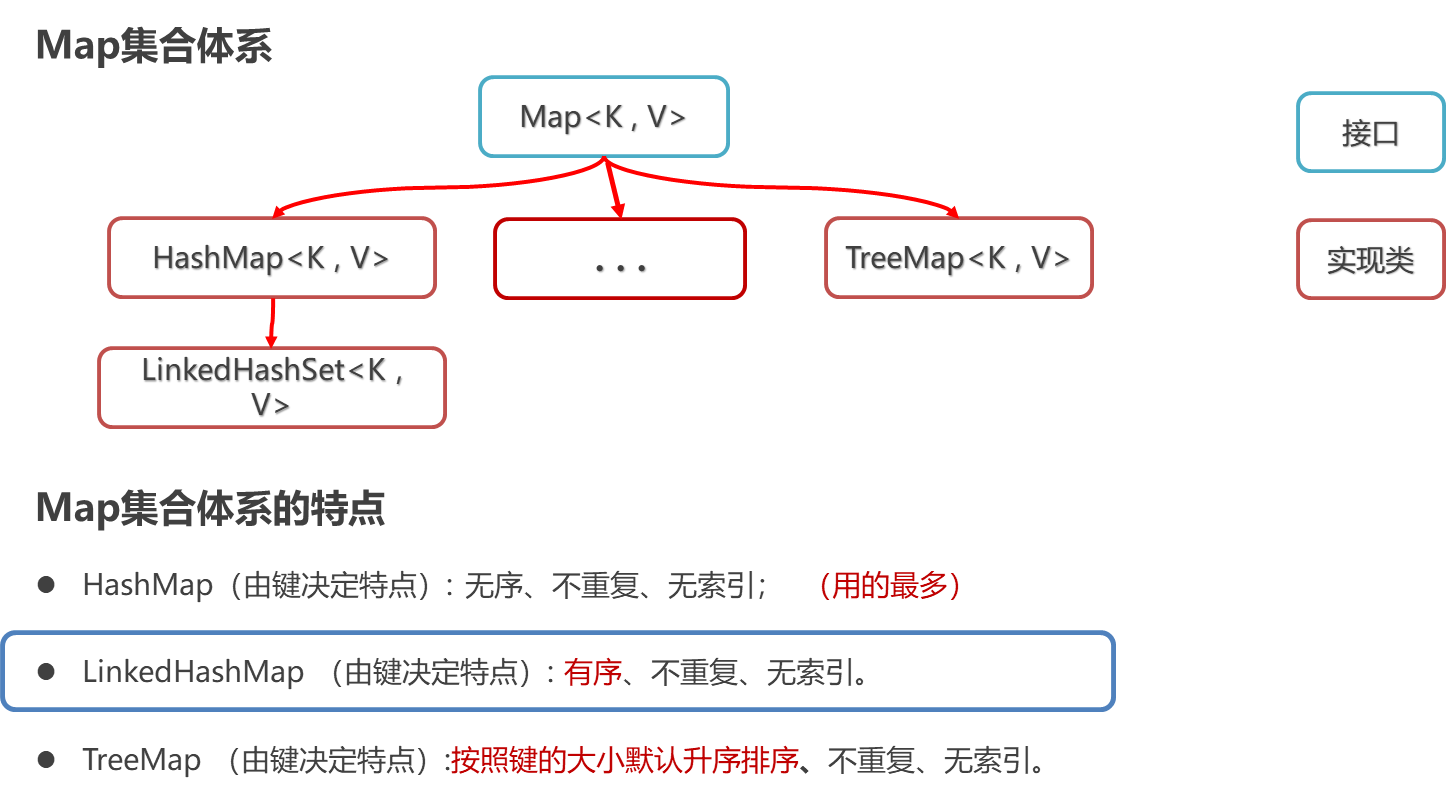 Map集合体系
Map<K , V>
接口
HashMap<K , V>
...
TreeMap<K , V>
实现类
LinkedHashSet<K ,
V>
Map集合体系的特点
● HashMap（由键决定特点）: 无序、不重复、无索引； （用的最多）
● LinkedHashMap （由键决定特点）: 有序、不重复、无索引。
● TreeMap （由键决定特点）:按照键的大小默认升序排序、不重复、无索引。